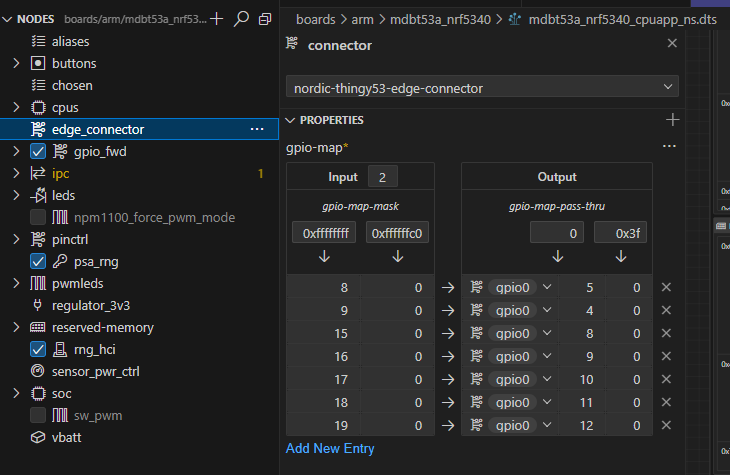 NODES boards/arm/mdbt53a_nrf53...
aliases
buttons
chosen
cpus
edge_connector
gpio_fwd
ipc 1
leds
npm1100_force_pwm_mode
pinctrl
psa_rng
pwmleds
regulator_3v3
reserved-memory
rng_hci
sensor_pwr_ctrl
soc
sw_pwm
vbatt
boards > arm > mdbt53a_nrf5340 > mdbt53a_nrf5340_cpuapp_ns.dts
connector
nordic-thingy53-edge-connector
PROPERTIES
gpio-map*
Input 2 Output
gpio-map-mask gpio-map-pass-thru
0xffffffff 0xffffffc0 0 0x3f
8 0 gpio0 5 0
9 0 gpio0 4 0
15 0 gpio0 8 0
16 0 gpio0 9 0
17 0 gpio0 10 0
18 0 gpio0 11 0
19 0 gpio0 12 0
Add New Entry